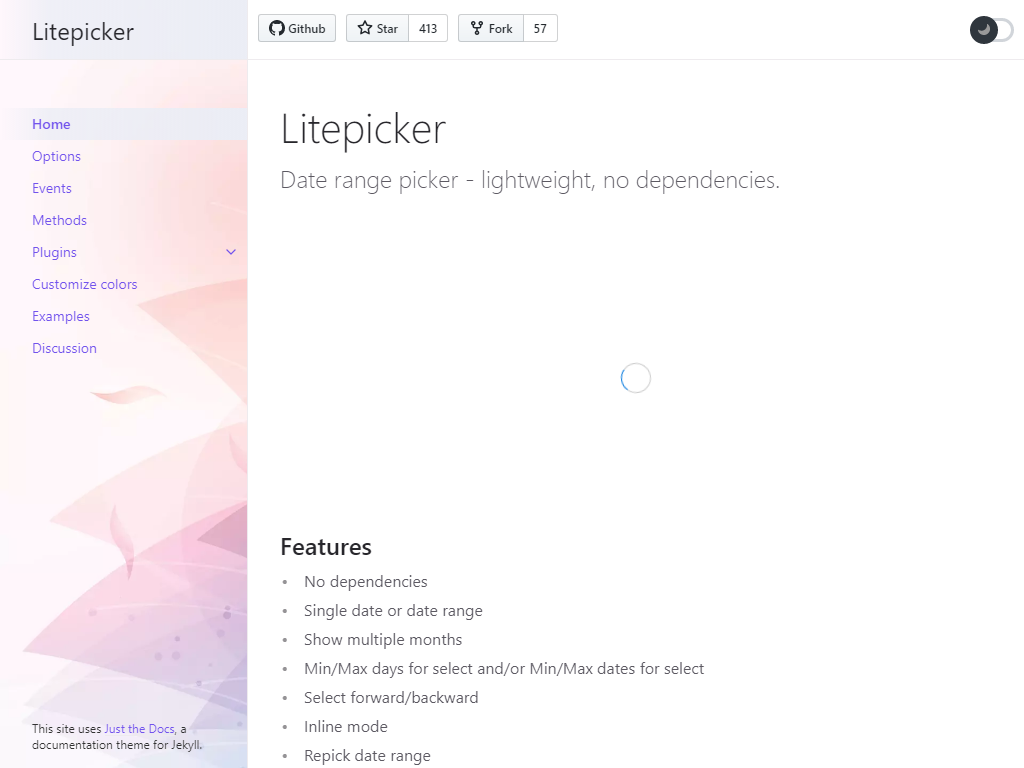 Litepicker
Github
Star
413
Fork
57
Home
Options
Events
Methods
Plugins
Customize colors
Examples
Discussion
This site uses Just the Docs, a
documentation theme for Jekyll.
Litepicker
Date range picker - lightweight, no dependencies.
Features
• No dependencies
• Single date or date range
• Show multiple months
• Min/Max days for select and/or Min/Max dates for select
• Select forward/backward
• Inline mode
• Repick date range